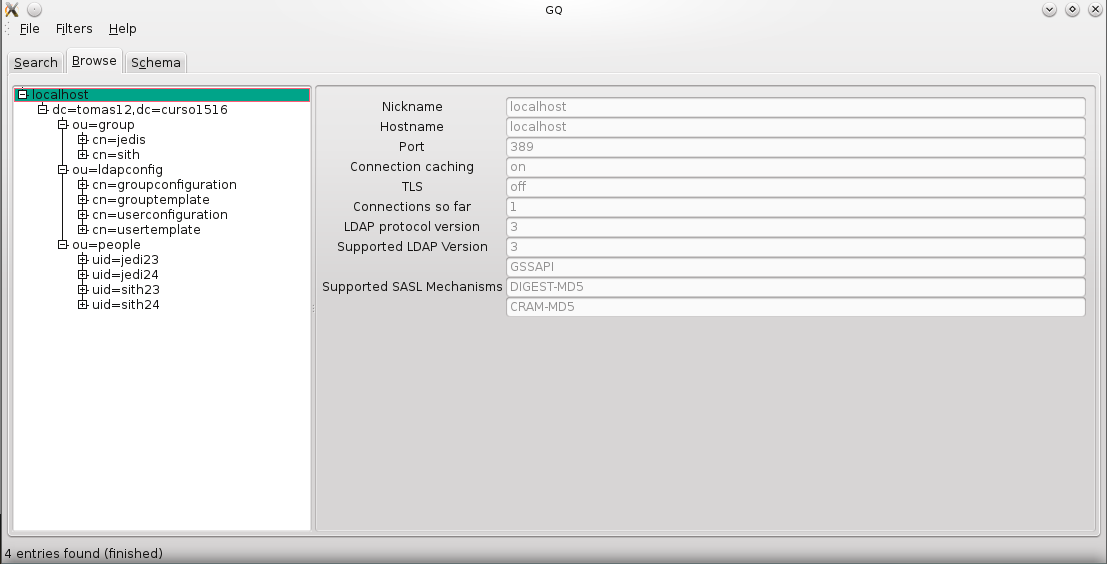 GQ
File Filters Help
Search Browse Schema
localhost
dc=tomas12,dc=curso1516
ou=group
cn=jedis
cn=sith
ou=ldapconfig
cn=groupconfiguration
cn=grouptemplate
cn=userconfiguration
cn=usertemplate
ou=people
uid=jedi23
uid=jedi24
uid=sith23
uid=sith24
Nickname localhost
Hostname localhost
Port 389
Connection caching on
TLS off
Connections so far 1
LDAP protocol version 3
Supported LDAP Version 3
GSSAPI
Supported SASL Mechanisms DIGEST-MD5
CRAM-MD5
4 entries found (finished)